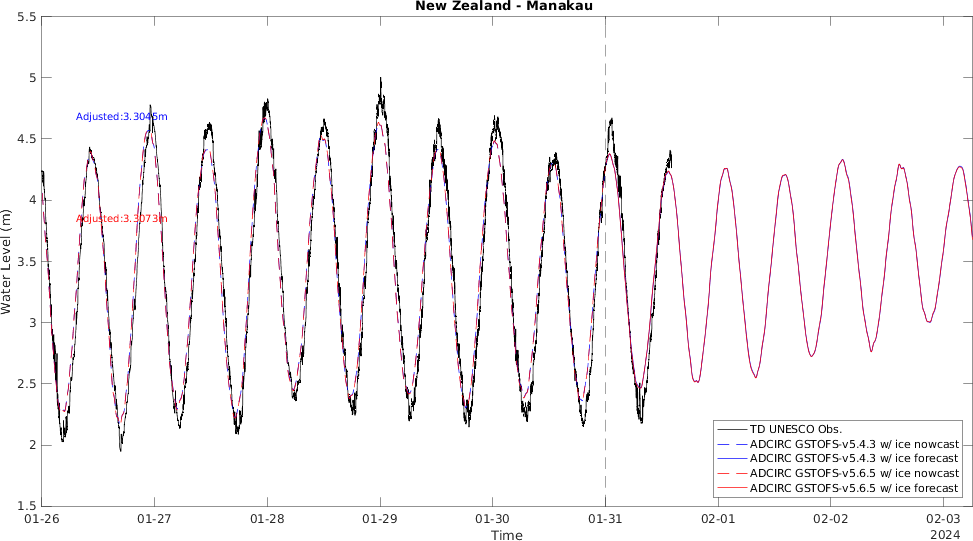 New Zealand - Manakau
5.5
5
4.5
4
3.5
3
2.5
2
1.5
Water Level (m)
Adjusted:3.3045m
Adjusted:3.3073m
TD UNESCO Obs.
ADCIRC GSTOFS-v5.4.3 w/ ice nowcast
ADCIRC GSTOFS-v5.4.3 w/ ice forecast
ADCIRC GSTOFS-v5.6.5 w/ ice nowcast
ADCIRC GSTOFS-v5.6.5 w/ ice forecast
01-26 01-27 01-28 01-29 01-30 01-31 02-01 02-02 02-03
Time
2024